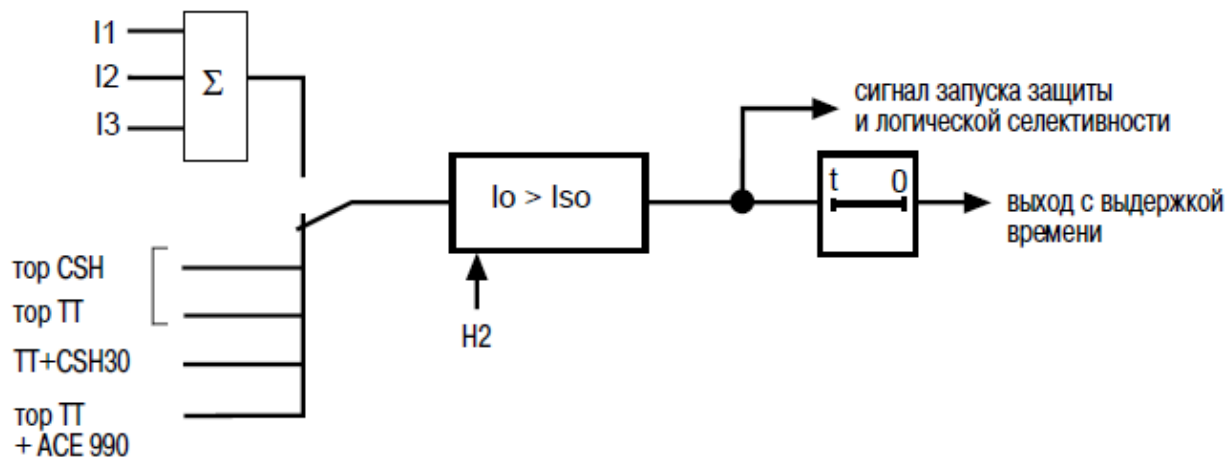 I1
I2
I3
Σ
сигнал запуска защиты
и логической селективности
Io > Iso
t 0
выход с выдержкой
времени
H2
тор CSH
тор ТТ
ТТ+CSH30
тор ТТ
+ ACE 990